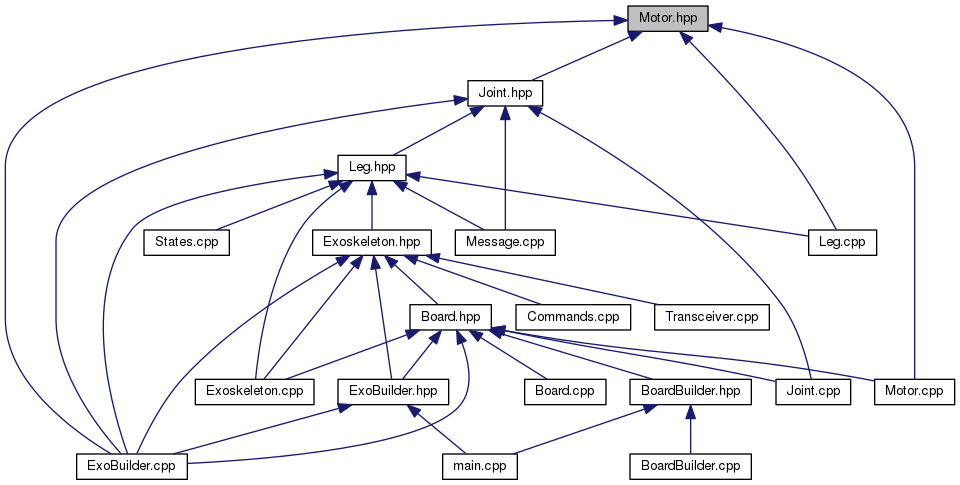 Motor.hpp
Joint.hpp
Leg.hpp
States.cpp
Exoskeleton.hpp
Message.cpp
Leg.cpp
Board.hpp
Commands.cpp
Transceiver.cpp
Exoskeleton.cpp
ExoBuilder.hpp
Board.cpp
BoardBuilder.hpp
Joint.cpp
Motor.cpp
ExoBuilder.cpp
main.cpp
BoardBuilder.cpp